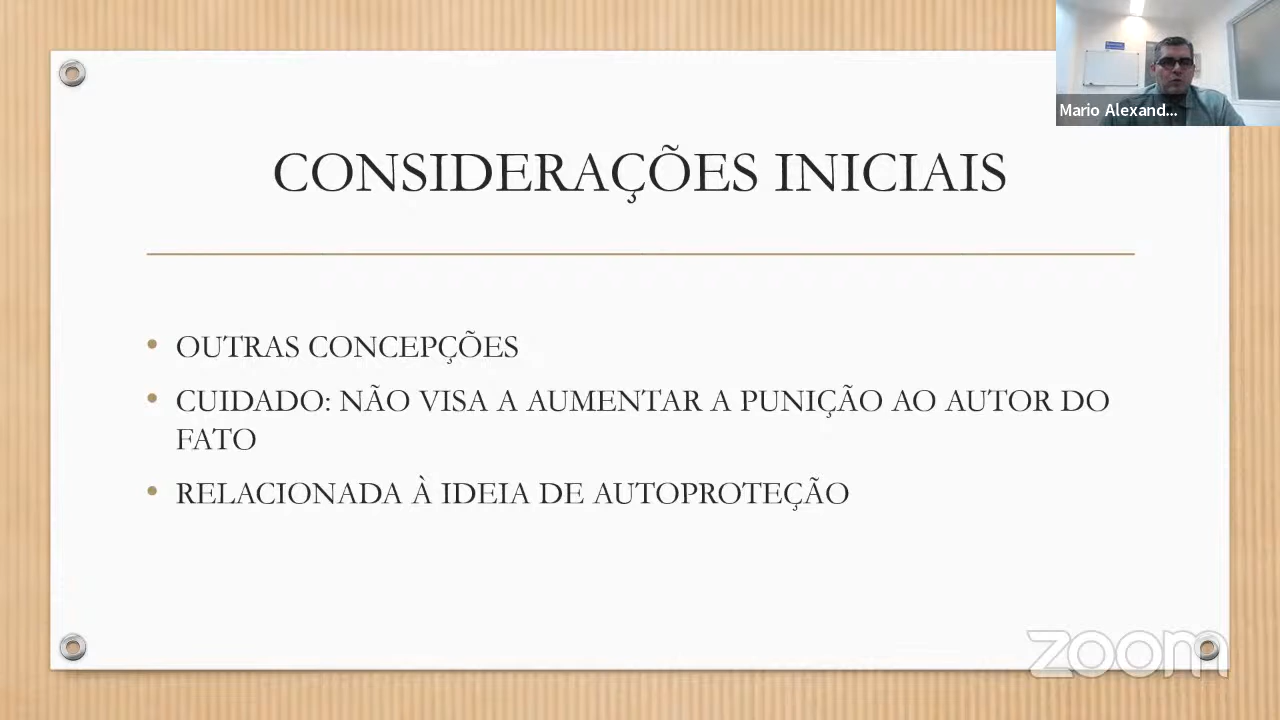 Mario Alexand...
CONSIDERAÇÕES INICIAIS
• OUTRAS CONCEPÇÕES
• CUIDADO: NÃO VISA A AUMENTAR A PUNIÇÃO AO AUTOR DO
FATO
• RELACIONADA À IDEIA DE AUTOPROTEÇÃO
zoom